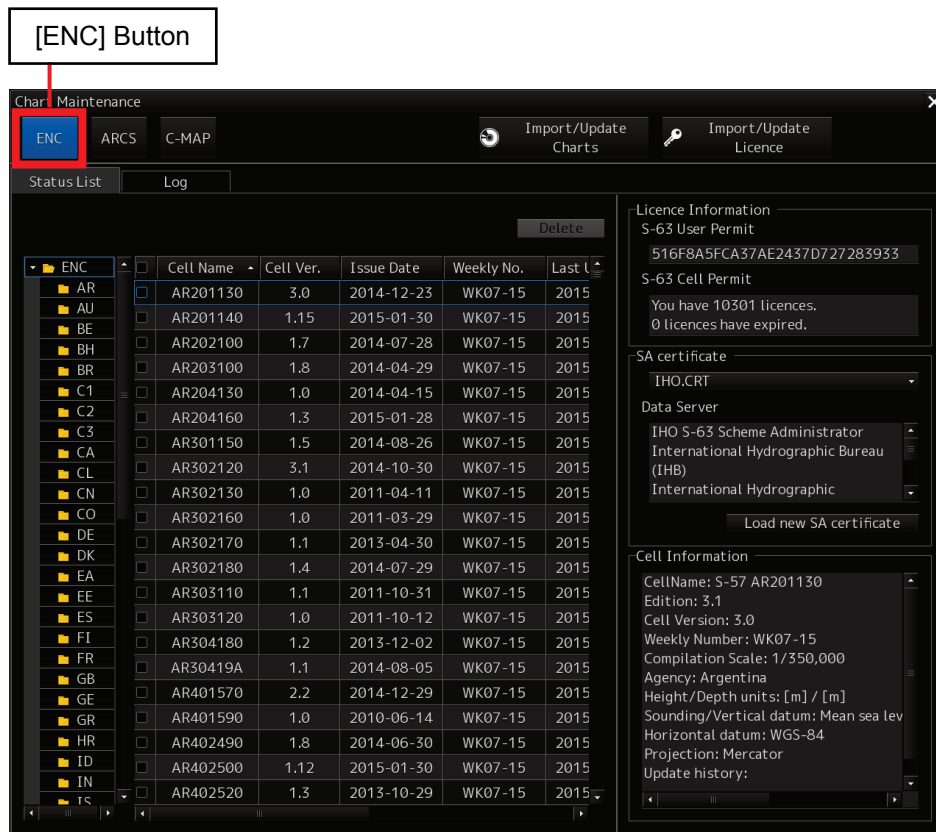 [ENC] Button
Chart Maintenance
ENC ARCS C-MAP Import/Update Charts Import/Update Licence
Status List Log
Delete
ENC
AR
AU
BE
BH
BR
C1
C2
C3
CA
CL
CN
CO
DE
DK
EA
EE
ES
FI
FR
GB
GE
GR
HR
ID
IN
IS
Cell Name Cell Ver. Issue Date Weekly No. Last
AR201130 3.0 2014-12-23 WK07-15 2015
AR201140 1.15 2015-01-30 WK07-15 2015
AR202100 1.7 2014-07-28 WK07-15 2015
AR203100 1.8 2014-04-29 WK07-15 2015
AR204130 1.0 2014-04-15 WK07-15 2015
AR204160 1.3 2015-01-28 WK07-15 2015
AR301150 1.5 2014-08-26 WK07-15 2015
AR302120 3.1 2014-10-30 WK07-15 2015
AR302130 1.0 2011-04-11 WK07-15 2015
AR302160 1.0 2011-03-29 WK07-15 2015
AR302170 1.1 2013-04-30 WK07-15 2015
AR302180 1.4 2014-07-29 WK07-15 2015
AR303110 1.1 2011-10-31 WK07-15 2015
AR303120 1.0 2011-10-12 WK07-15 2015
AR304180 1.2 2013-12-02 WK07-15 2015
AR30419A 1.1 2014-08-05 WK07-15 2015
AR401570 2.2 2014-12-29 WK07-15 2015
AR401590 1.0 2010-06-14 WK07-15 2015
AR402490 1.8 2014-06-30 WK07-15 2015
AR402500 1.12 2015-01-30 WK07-15 2015
AR402520 1.3 2013-10-29 WK07-15 2015
Licence Information
S-63 User Permit
516F8A5FCA37AE2437D727283933
S-63 Cell Permit
You have 10301 licences.
0 licences have expired.
SA certificate
IHO.CRT
Data Server
IHO S-63 Scheme Administrator
International Hydrographic Bureau
(IHB)
International Hydrographic
Load new SA certificate
Cell Information
CellName: S-57 AR201130
Edition: 3.1
Cell Version: 3.0
Weekly Number: WK07-15
Compilation Scale: 1/350,000
Agency: Argentina
Height/Depth units: [m] / [m]
Sounding/Vertical datum: Mean sea lev
Horizontal datum: WGS-84
Projection: Mercator
Update history: